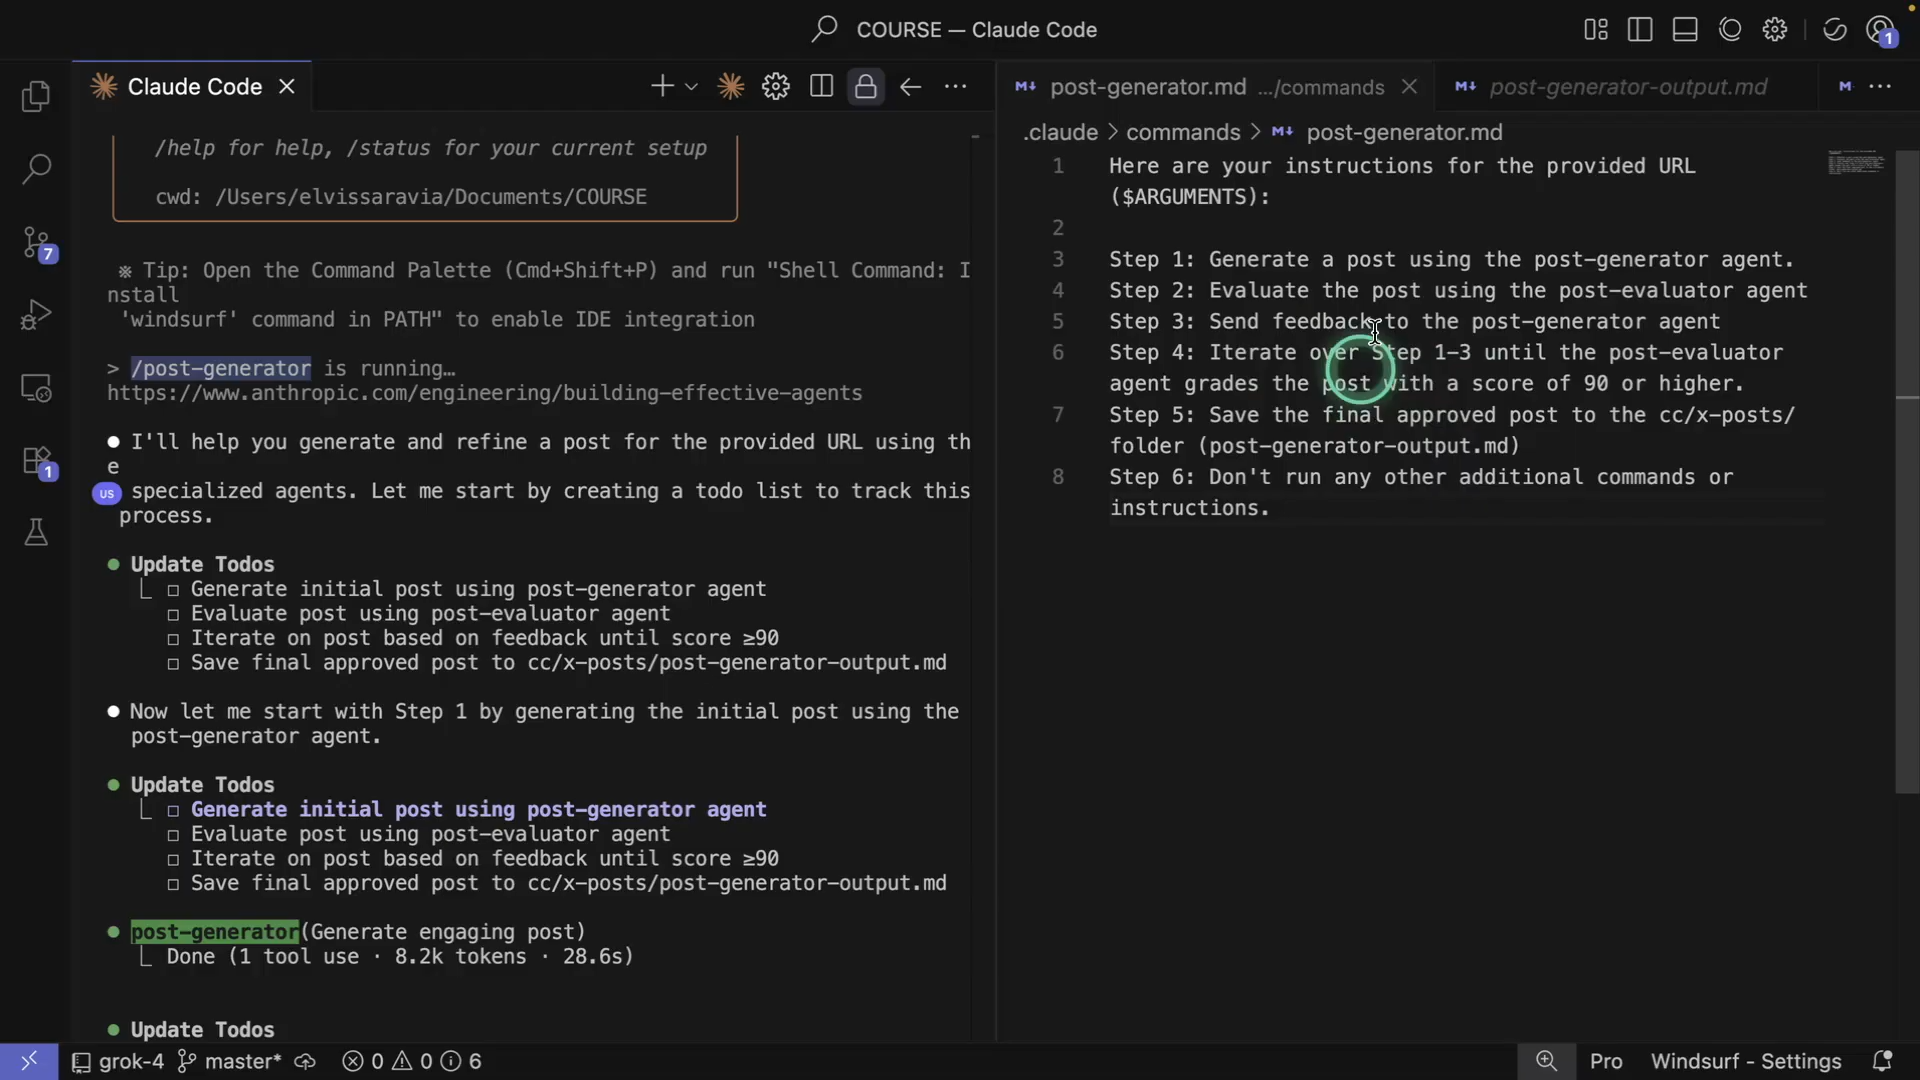 COURSE — Claude Code
1
Claude Code
post-generator.md .../commands
post-generator-output.md
.claude > commands > post-generator.md
/help for help, /status for your current setup
cwd: /Users/elvissaravia/Documents/COURSE
※ Tip: Open the Command Palette (Cmd+Shift+P) and run "Shell Command: I
nstall
'windsurf' command in PATH" to enable IDE integration
> /post-generator is running…
https://www.anthropic.com/engineering/building-effective-agents
● I'll help you generate and refine a post for the provided URL using th
e
US specialized agents. Let me start by creating a todo list to track this
process.
● Update Todos
⎿ ☐ Generate initial post using post-generator agent
☐ Evaluate post using post-evaluator agent
☐ Iterate on post based on feedback until score ≥90
☐ Save final approved post to cc/x-posts/post-generator-output.md
● Now let me start with Step 1 by generating the initial post using the
post-generator agent.
● Update Todos
⎿ ☐ Generate initial post using post-generator agent
☐ Evaluate post using post-evaluator agent
☐ Iterate on post based on feedback until score ≥90
☐ Save final approved post to cc/x-posts/post-generator-output.md
● post-generator(Generate engaging post)
⎿ Done (1 tool use · 8.2k tokens · 28.6s)
● Update Todos
1 Here are your instructions for the provided URL
($ARGUMENTS):
2
3 Step 1: Generate a post using the post-generator agent.
4 Step 2: Evaluate the post using the post-evaluator agent
5 Step 3: Send feedback to the post-generator agent
6 Step 4: Iterate over Step 1-3 until the post-evaluator
agent grades the post with a score of 90 or higher.
7 Step 5: Save the final approved post to the cc/x-posts/
folder (post-generator-output.md)
8 Step 6: Don't run any other additional commands or
instructions.
7
1
grok-4 master* 0 0 6
Pro Windsurf - Settings